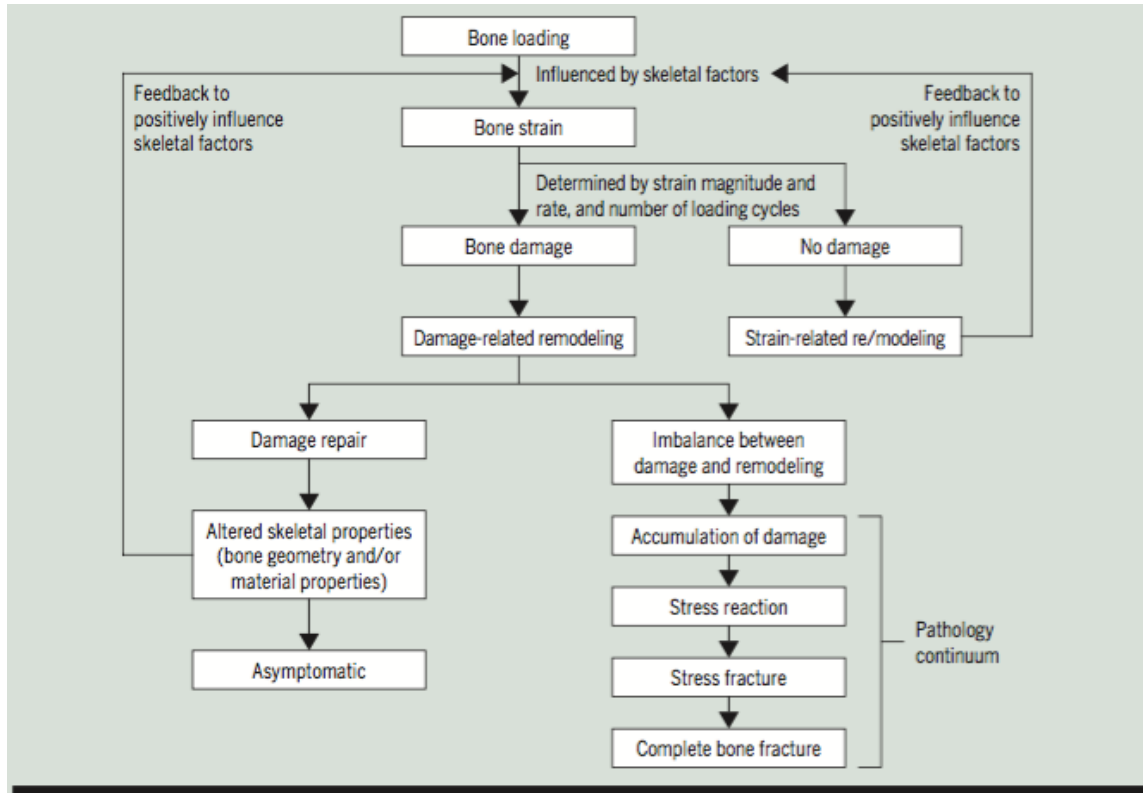 Bone loading
Influenced by skeletal factors
Feedback to
positively influence
skeletal factors
Feedback to
positively influence
skeletal factors
Bone strain
Determined by strain magnitude and
rate, and number of loading cycles
Bone damage
No damage
Damage-related remodeling
Strain-related re/modeling
Damage repair
Imbalance between
damage and remodeling
Altered skeletal properties
(bone geometry and/or
material properties)
Accumulation of damage
Stress reaction
Pathology
continuum
Asymptomatic
Stress fracture
Complete bone fracture